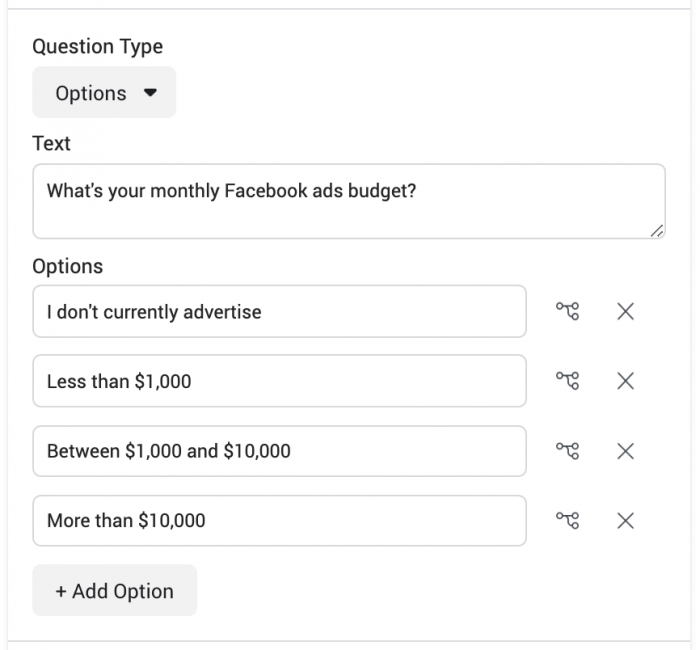 Question Type
Options
Text
What's your monthly Facebook ads budget?
Options
I don't currently advertise
Less than $1,000
Between $1,000 and $10,000
More than $10,000
+ Add Option